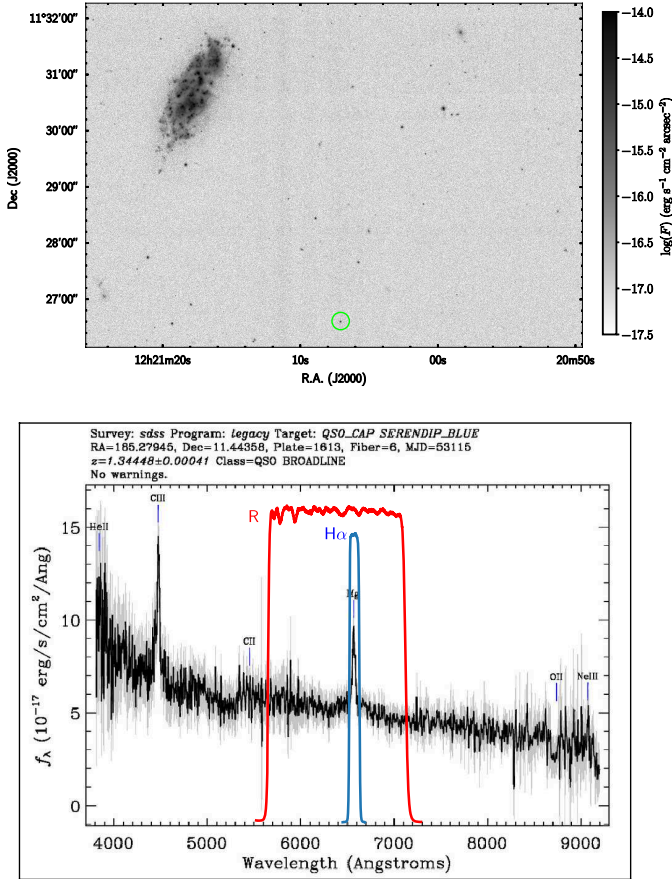 11°32'00"
31'00"
30'00"
29'00"
28'00"
27'00"
Dec (J2000)
12h21m20s 10s 00s 20m50s
R.A. (J2000)
−14.0
−14.5
−15.0
−15.5
−16.0
−16.5
−17.0
−17.5
log(F) (erg s⁻¹ cm⁻² arcsec⁻²)
Survey: sdss Program: legacy Target: QSO_CAP SERENDIP_BLUE
RA=185.27945, Dec=11.44358, Plate=1613, Fiber=6, MJD=53115
z=1.34448±0.00041 Class=QSO BROADLINE
No warnings.
HeII
CIII
R
Hα
Mg
CII
OII
NeIII
15
10
5
0
f_λ (10⁻¹⁷ erg/s/cm²/Ang)
4000 5000 6000 7000 8000 9000
Wavelength (Angstroms)